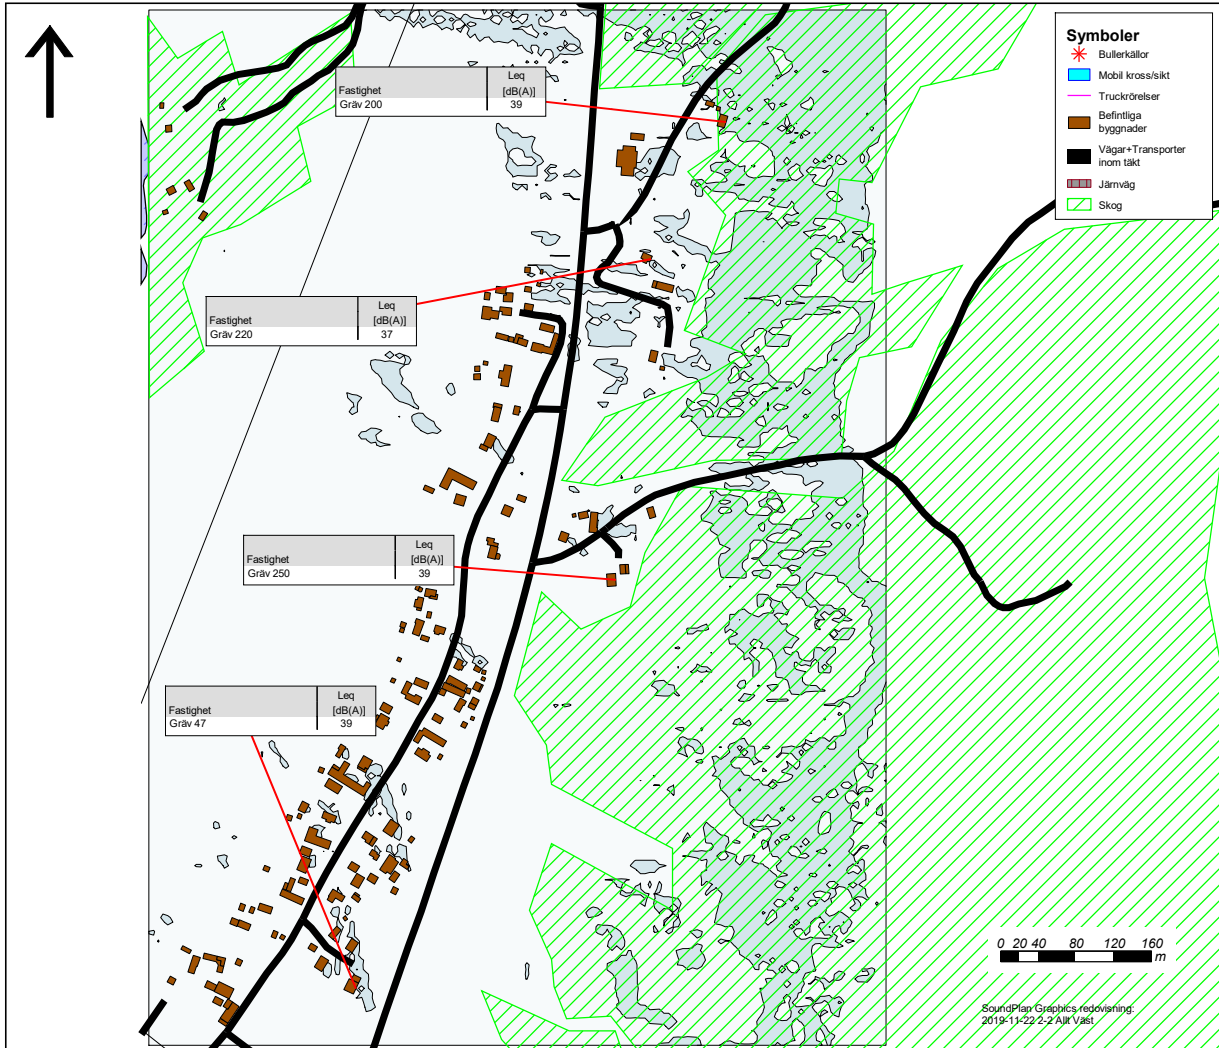 Symboler
Bullerkällor
Mobil kross/sikt
Truckrörelser
Befintliga
byggnader
Vägar+Transporter
inom täkt
Järnväg
Skog
Leq
Fastighet [dB(A)]
Gräv 200 39
Leq
Fastighet [dB(A)]
Gräv 220 37
Leq
Fastighet [dB(A)]
Gräv 250 39
Leq
Fastighet [dB(A)]
Gräv 47 39
0 20 40 80 120 160
m
SoundPlan Graphics redovisning:
2019-11-22 2-2 Allt Väst